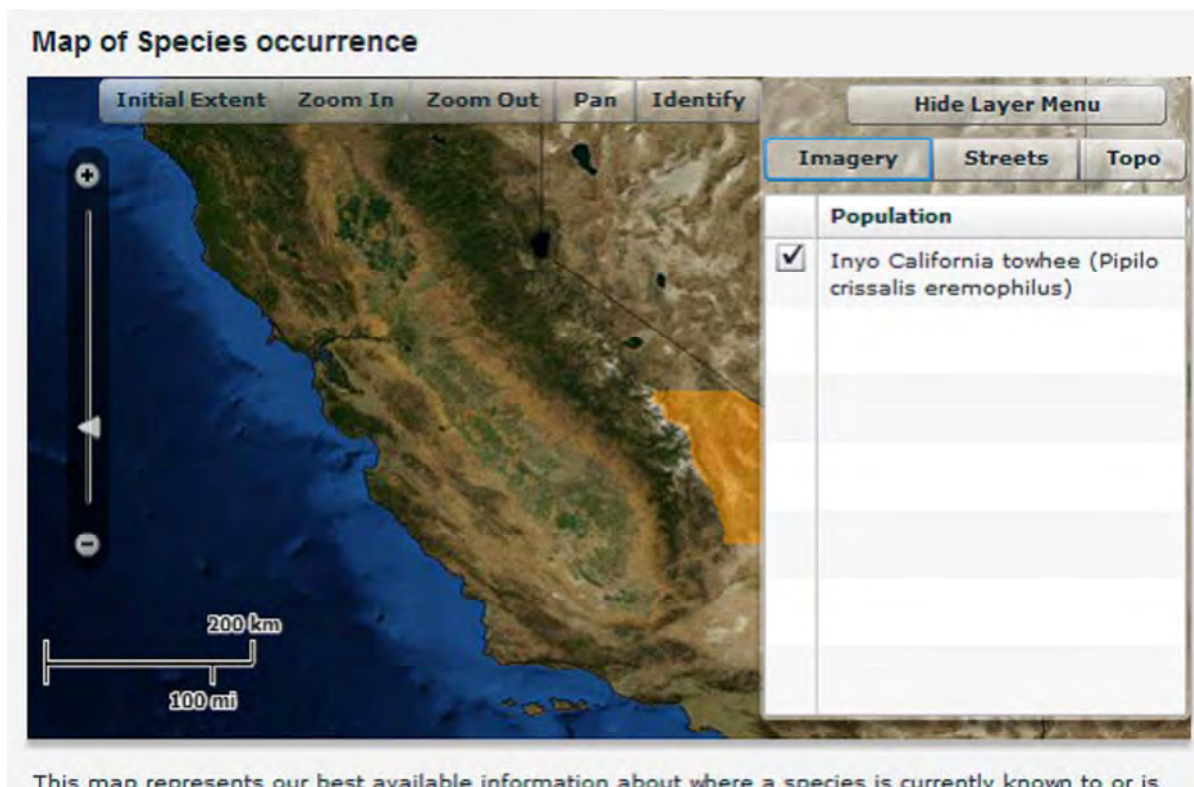 Map of Species occurrence
Initial Extent Zoom In Zoom Out Pan Identify
Hide Layer Menu
Imagery Streets Topo
Population
Inyo California towhee (Pipilo
crissalis eremophilus)
200 km
100 mi
This map represents our best available information about where a species is currently known to or is